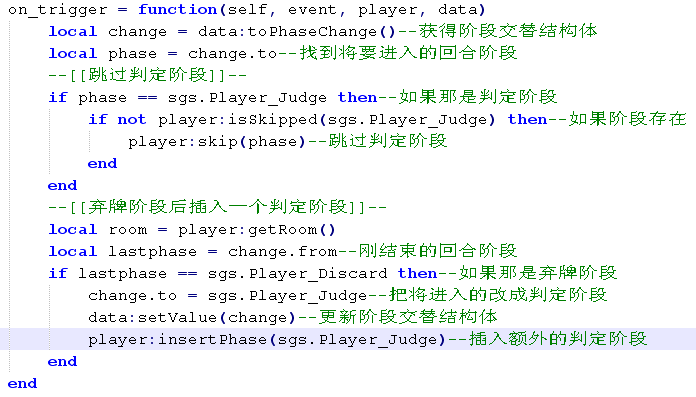 on_trigger = function(self, event, player, data)
    local change = data:toPhaseChange()--获得阶段交替结构体
    local phase = change.to--找到将要进入的回合阶段
    --[[跳过判定阶段]]--
    if phase == sgs.Player_Judge then--如果那是判定阶段
        if not player:isSkipped(sgs.Player_Judge) then--如果阶段存在
            player:skip(phase)--跳过判定阶段
        end
    end
    --[[弃牌阶段后插入一个判定阶段]]--
    local room = player:getRoom()
    local lastphase = change.from--刚结束的回合阶段
    if lastphase == sgs.Player_Discard then--如果那是弃牌阶段
        change.to = sgs.Player_Judge--把将进入的改成判定阶段
        data:setValue(change)--更新阶段交替结构体
        player:insertPhase(sgs.Player_Judge)--插入额外的判定阶段
    end
end